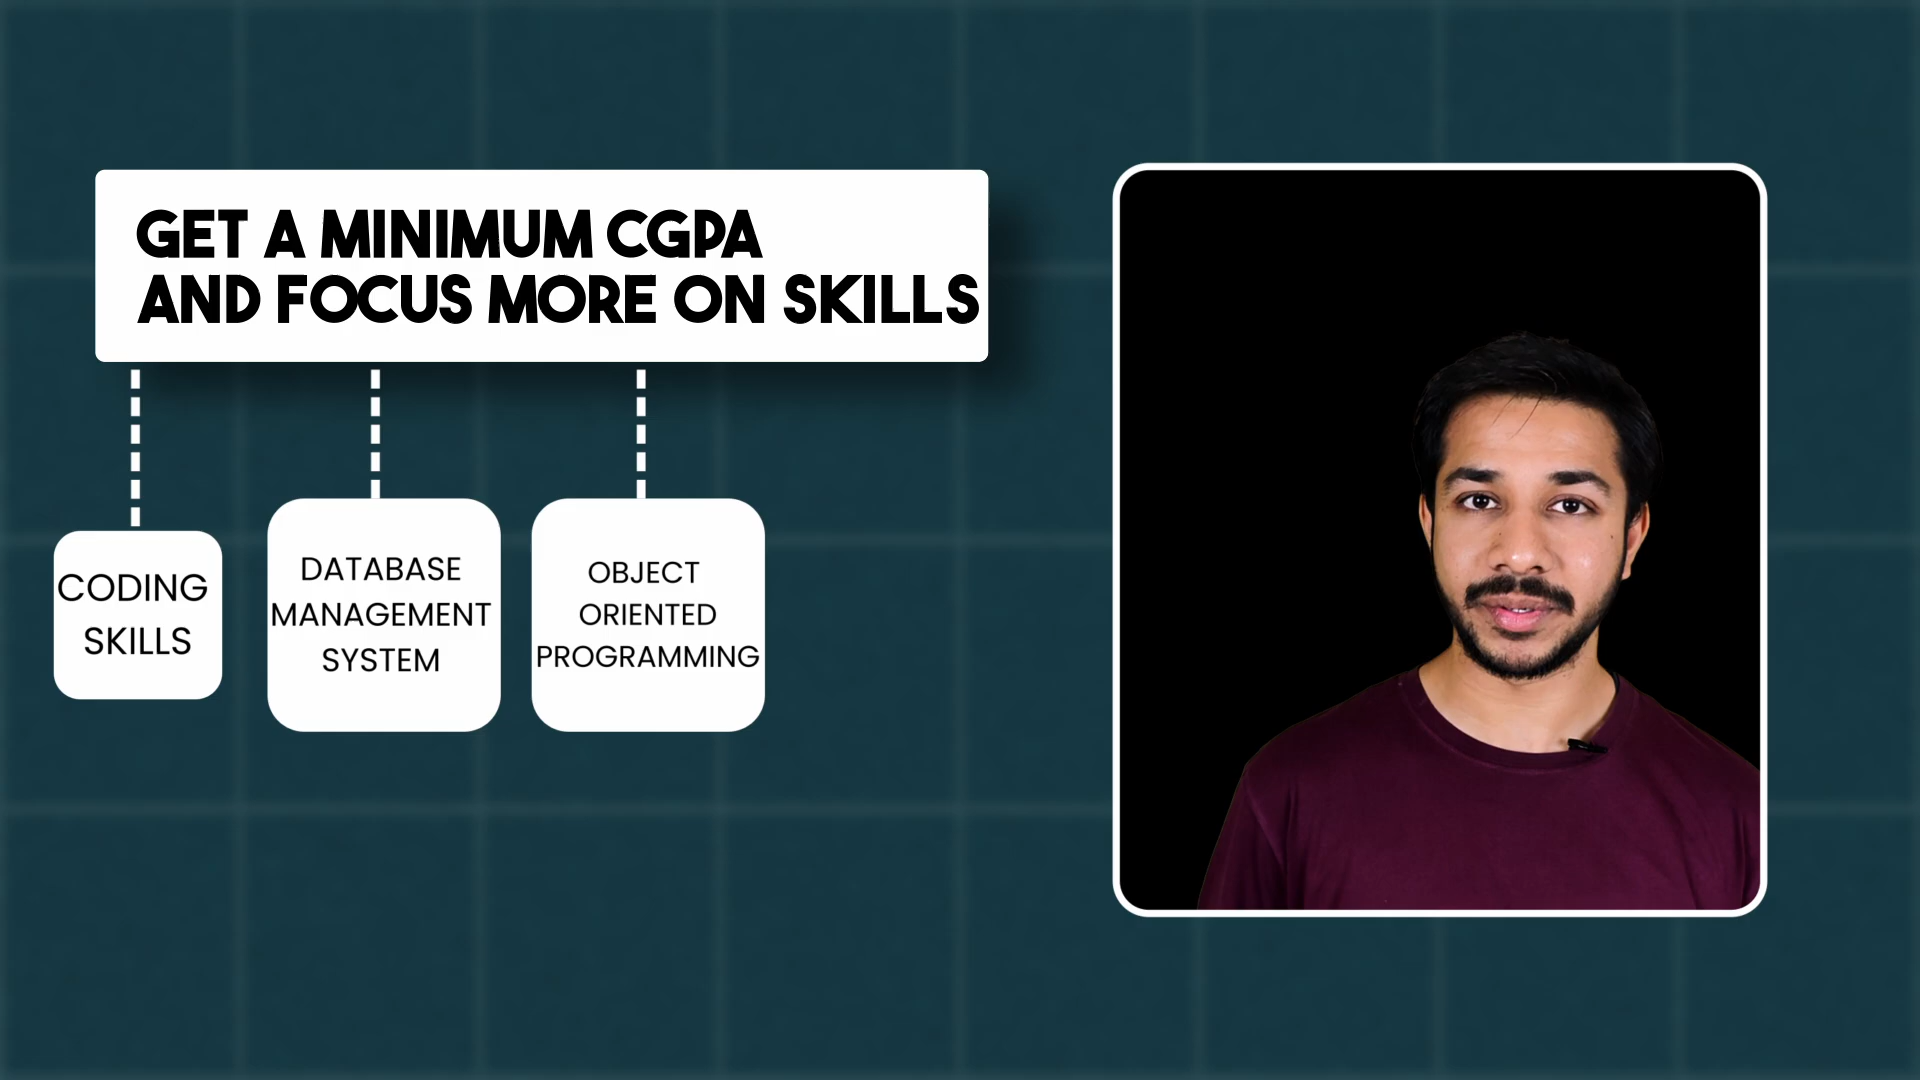 GET A MINIMUM CGPA
AND FOCUS MORE ON SKILLS
CODING
SKILLS
DATABASE
MANAGEMENT
SYSTEM
OBJECT
ORIENTED
PROGRAMMING